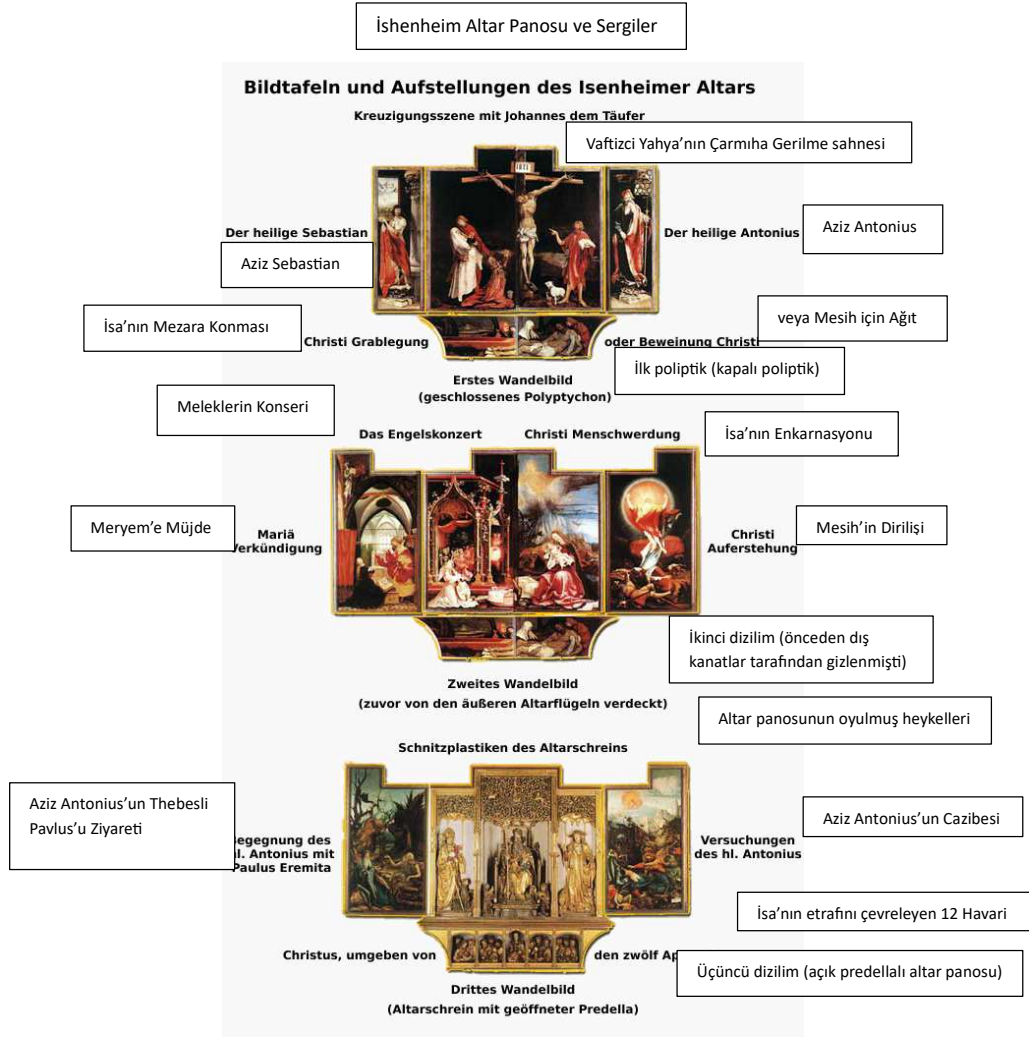 İshenheim Altar Panosu ve Sergiler
Bildtafeln und Aufstellungen des Isenheimer Altars
Kreuzigungsszene mit Johannes dem Täufer
Vaftizci Yahya’nın Çarmıha Gerilme sahnesi
Der heilige Sebastian
Aziz Sebastian
Der heilige Antonius
Aziz Antonius
İsa’nın Mezara Konması
Christi Grablegung
oder Beweinung Christi
veya Mesih için Ağıt
Erstes Wandelbild
(geschlossenes Polyptychon)
İlk poliptik (kapalı poliptik)
Meleklerin Konseri
Das Engelskonzert
Christi Menschwerdung
İsa’nın Enkarnasyonu
Meryem’e Müjde
Mariä
Verkündigung
Christi
Auferstehung
Mesih’in Dirilişi
İkinci dizilim (önceden dış
kanatlar tarafından gizlenmişti)
Zweites Wandelbild
(zuvor von den äußeren Altarflügeln verdeckt)
Altar panosunun oyulmuş heykelleri
Schnitzplastiken des Altarschreins
Aziz Antonius’un Thebesli
Pavlus’u Ziyareti
Begegnung des
hl. Antonius mit
Paulus Eremita
Versuchungen
des hl. Antonius
Aziz Antonius’un Cazibesi
İsa’nın etrafını çevreleyen 12 Havari
Christus, umgeben von
den zwölf Ap
Üçüncü dizilim (açık predellalı altar panosu)
Drittes Wandelbild
(Altarschrein mit geöffneter Predella)